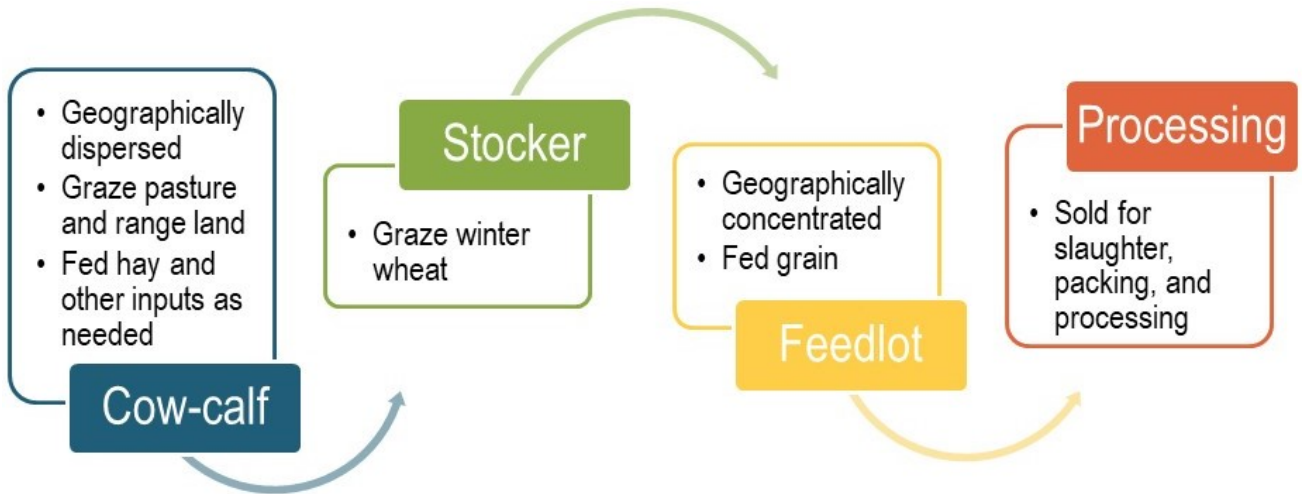 • Geographically
dispersed
• Graze pasture
and range land
• Fed hay and
other inputs as
needed
Cow-calf
Stocker
• Graze winter
wheat
• Geographically
concentrated
• Fed grain
Feedlot
Processing
• Sold for
slaughter,
packing, and
processing